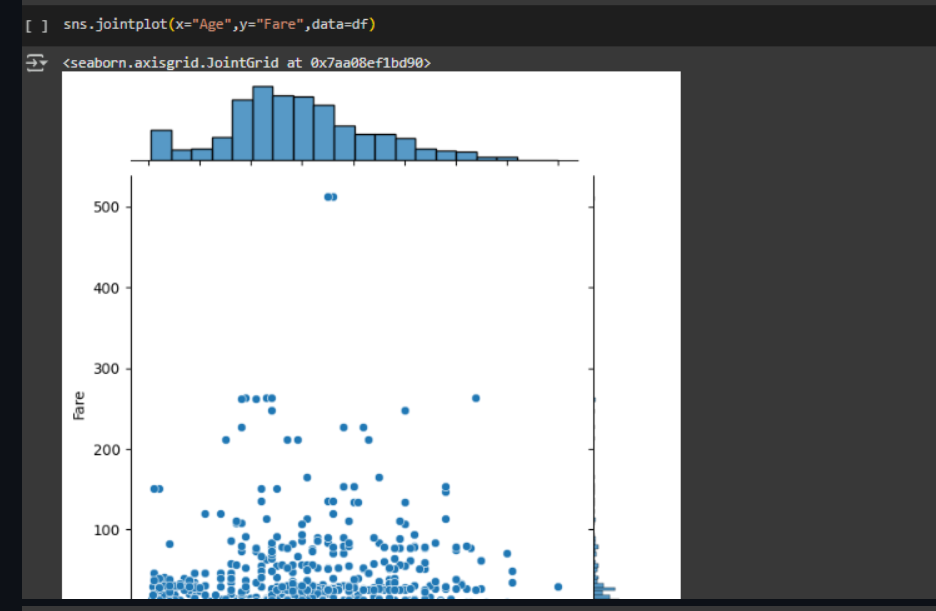 [ ] sns.jointplot(x="Age",y="Fare",data=df)
<seaborn.axisgrid.JointGrid at 0x7aa08ef1bd90>
500
400
300
Fare
200
100